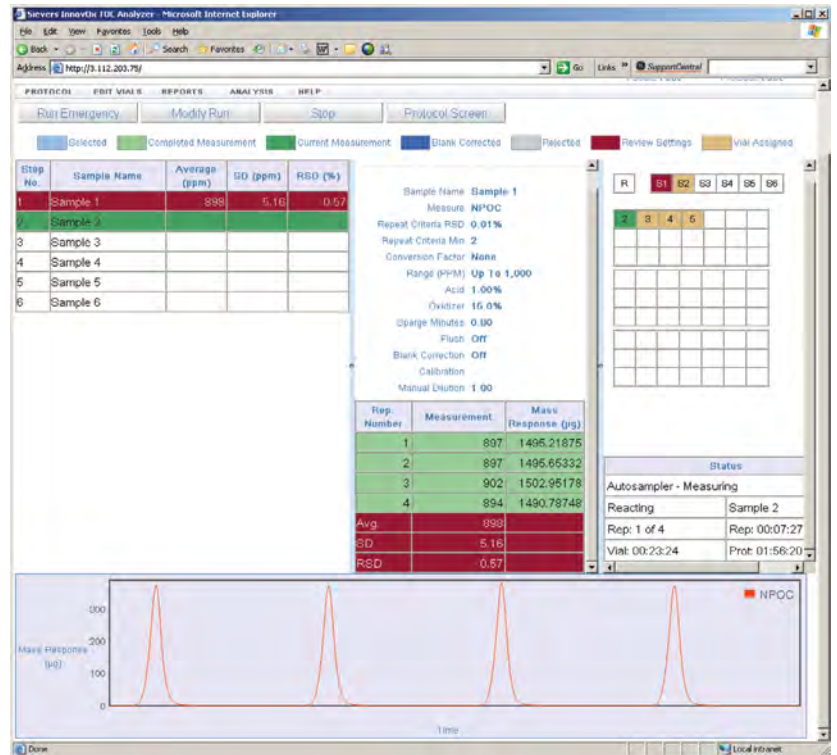 Sievers InnovOx TOC Analyzer - Microsoft Internet Explorer
File Edit View Favorites Tools Help
Back Search Favorites
Address http://3.112.203.75/ Go Links » SupportCentral
PROTOCOL EDIT VIALS REPORTS ANALYSIS HELP
Run Emergency Modify Run Stop Protocol Screen
Selected Completed Measurement Current Measurement Blank Corrected Rejected Review Settings Vial Assigned
Step No. Sample Name Average (ppm) SD (ppm) RSD (%)
1 Sample 1 898 5.16 0.57
2 Sample 2
3 Sample 3
4 Sample 4
5 Sample 5
6 Sample 6
Sample Name Sample 1
Measure NPOC
Repeat Criteria RSD 0.01%
Repeat Criteria Min 2
Conversion Factor None
Range (PPM) Up To 1,000
Acid 1.00%
Oxidizer 15.0%
Sparge Minutes 0.80
Flush Off
Blank Correction Off
Calibration
Manual Dilution 1.00
Rep. Number Measurement Mass Response (µg)
1 897 1495.21875
2 897 1495.65332
3 902 1502.95178
4 894 1490.78748
Avg. 898
SD 5.16
RSD 0.57
R S1 S2 S3 S4 S5 S6
2 3 4 5
Status
Autosampler - Measuring
Reacting Sample 2
Rep: 1 of 4 Rep: 00:07:27
Vial: 00:23:24 Prot: 01:56:20
NPOC
Mass Response (µg)
300
200
100
0
Time
Done Local intranet